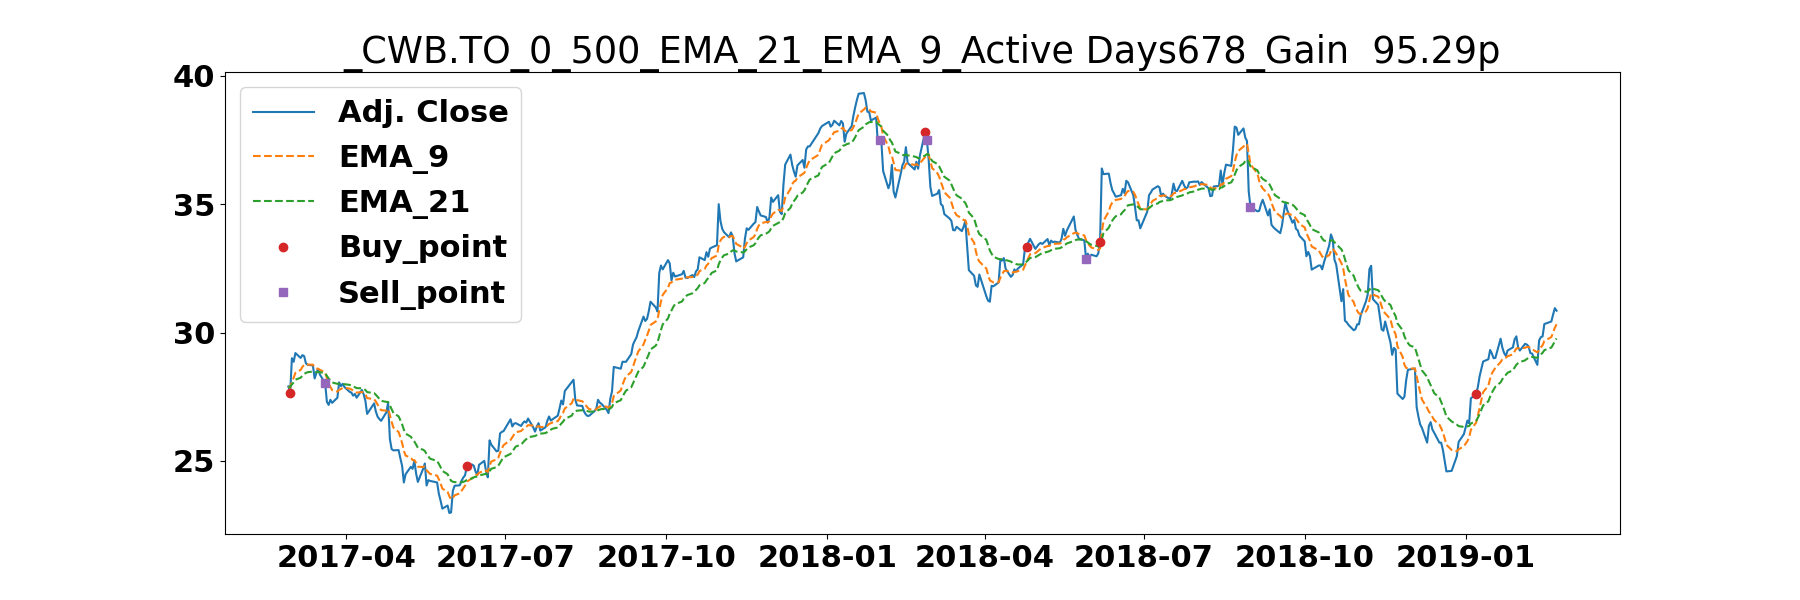 _CWB.TO_0_500_EMA_21_EMA_9_Active Days678_Gain  95.29p
40
35
30
25
Adj. Close
EMA_9
EMA_21
Buy_point
Sell_point
2017-04 2017-07 2017-10 2018-01 2018-04 2018-07 2018-10 2019-01